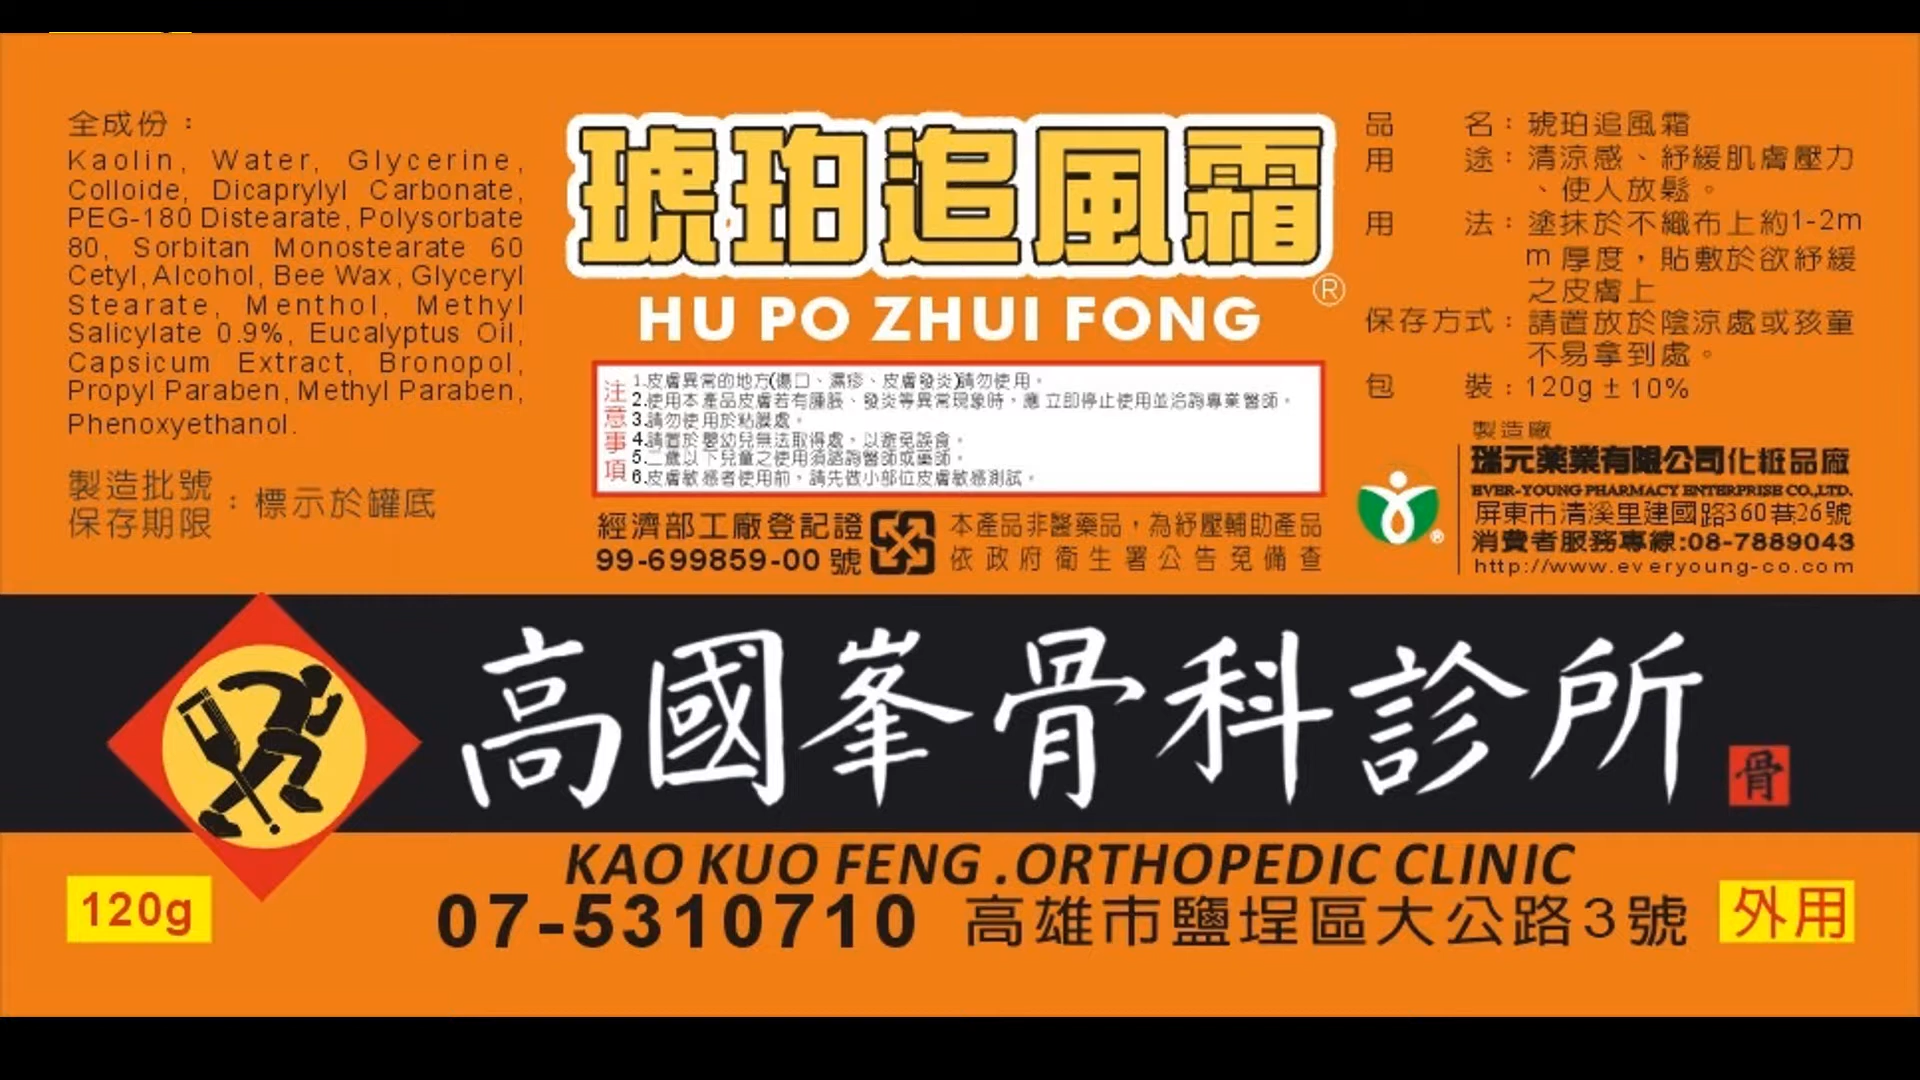 全成份：
Kaolin, Water, Glycerine,
Colloide, Dicaprylyl Carbonate,
PEG-180 Distearate, Polysorbate
80, Sorbitan Monostearate 60
Cetyl, Alcohol, Bee Wax, Glyceryl
Stearate, Menthol, Methyl
Salicylate 0.9%, Eucalyptus Oil,
Capsicum Extract, Bronopol,
Propyl Paraben, Methyl Paraben,
Phenoxyethanol.
製造批號
保存期限：標示於罐底
琥珀追風霜
®
HU PO ZHUI FONG
注意事項
1.皮膚異常的地方(傷口、濕疹、皮膚發炎)請勿使用。
2.使用本產品皮膚若有腫脹、發炎等異常現象時，應立即停止使用並洽詢專業醫師。
3.請勿使用於粘膜處。
4.請置於嬰幼兒無法取得處，以避免誤食。
5.二歲以下兒童之使用須諮詢醫師或藥師。
6.皮膚敏感者使用前，請先做小部位皮膚敏感測試。
經濟部工廠登記證
99-699859-00 號
本產品非醫藥品，為紓壓輔助產品
依政府衛生署公告免備查
品 名：琥珀追風霜
用 途：清涼感、紓緩肌膚壓力
、使人放鬆。
用 法：塗抹於不織布上約1-2m
m 厚度，貼敷於欲紓緩
之皮膚上
保存方式：請置放於陰涼處或孩童
不易拿到處。
包 裝：120g ± 10%
製造廠
瑞元藥業有限公司化粧品廠
EVER-YOUNG PHARMACY ENTERPRISE CO.,LTD.
屏東市清溪里建國路360巷26號
消費者服務專線:08-7889043
http://www.everyoung-co.com
®
高國峯骨科診所
骨
KAO KUO FENG .ORTHOPEDIC CLINIC
120g
07-5310710 高雄市鹽埕區大公路3號
外用